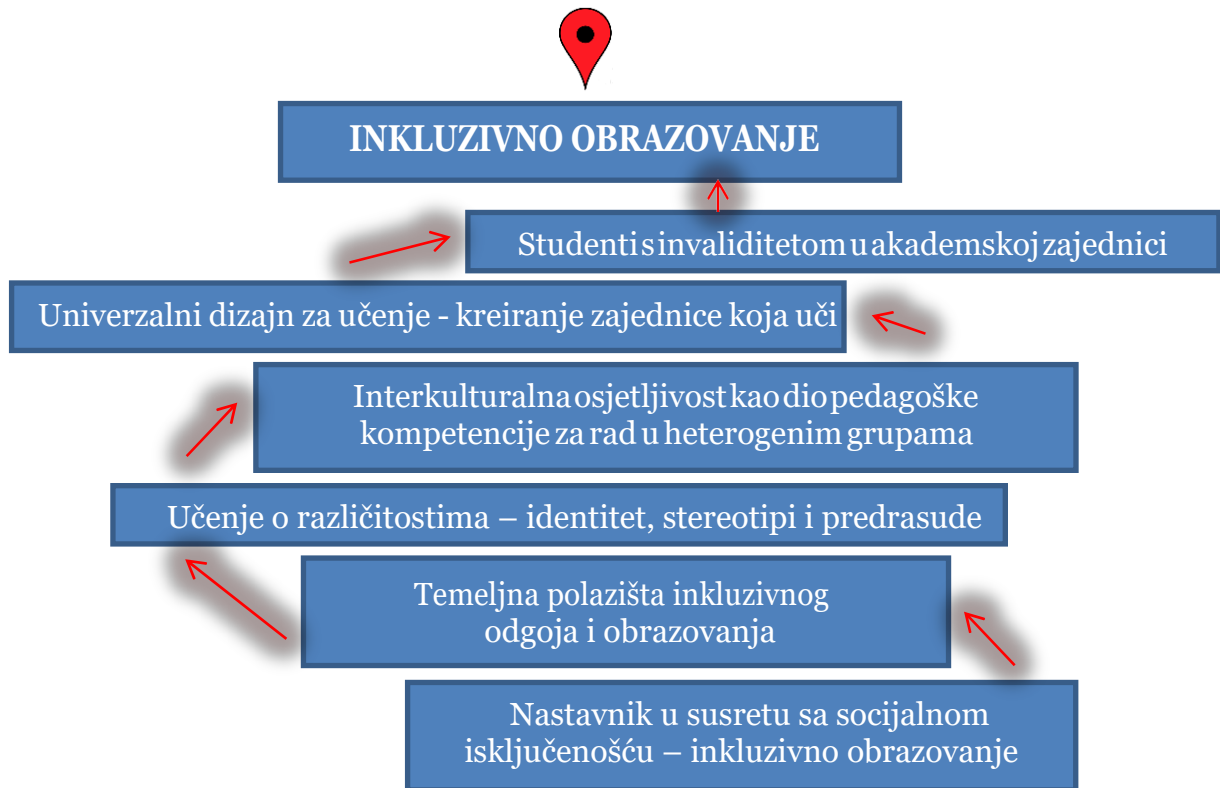 INKLUZIVNO OBRAZOVANJE
Studenti s invaliditetom u akademskoj zajednici
Univerzalni dizajn za učenje - kreiranje zajednice koja uči
Interkulturalna osjetljivost kao dio pedagoške
kompetencije za rad u heterogenim grupama
Učenje o različitostima – identitet, stereotipi i predrasude
Temeljna polazišta inkluzivnog
odgoja i obrazovanja
Nastavnik u susretu sa socijalnom
isključenošću – inkluzivno obrazovanje